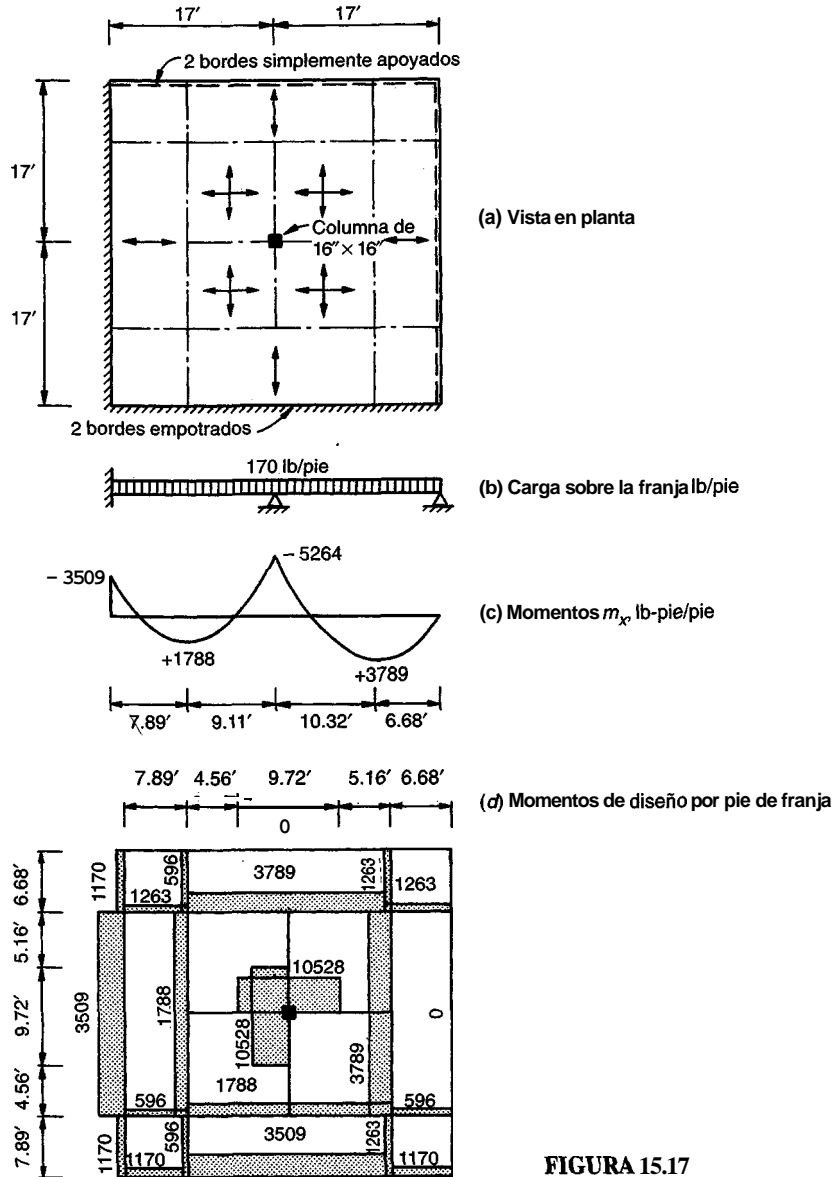 17′ 17′
2 bordes simplemente apoyados
17′
Columna de
16″ × 16″
(a) Vista en planta
17′
2 bordes empotrados
170 lb/pie
(b) Carga sobre la franja lb/pie
− 3509
− 5264
(c) Momentos mx, lb-pie/pie
+1788
+3789
7.89′ 9.11′ 10.32′ 6.68′
7.89′ 4.56′ 9.72′ 5.16′ 6.68′
(d) Momentos de diseño por pie de franja
0
6.68′
1170
596
3789
1263
1263
1263
5.16′
10528
3509
1788
9.72′
0
10528
3789
4.56′
1788
596
596
7.89′
1170
596
3509
1263
1170
1170
FIGURA 15.17